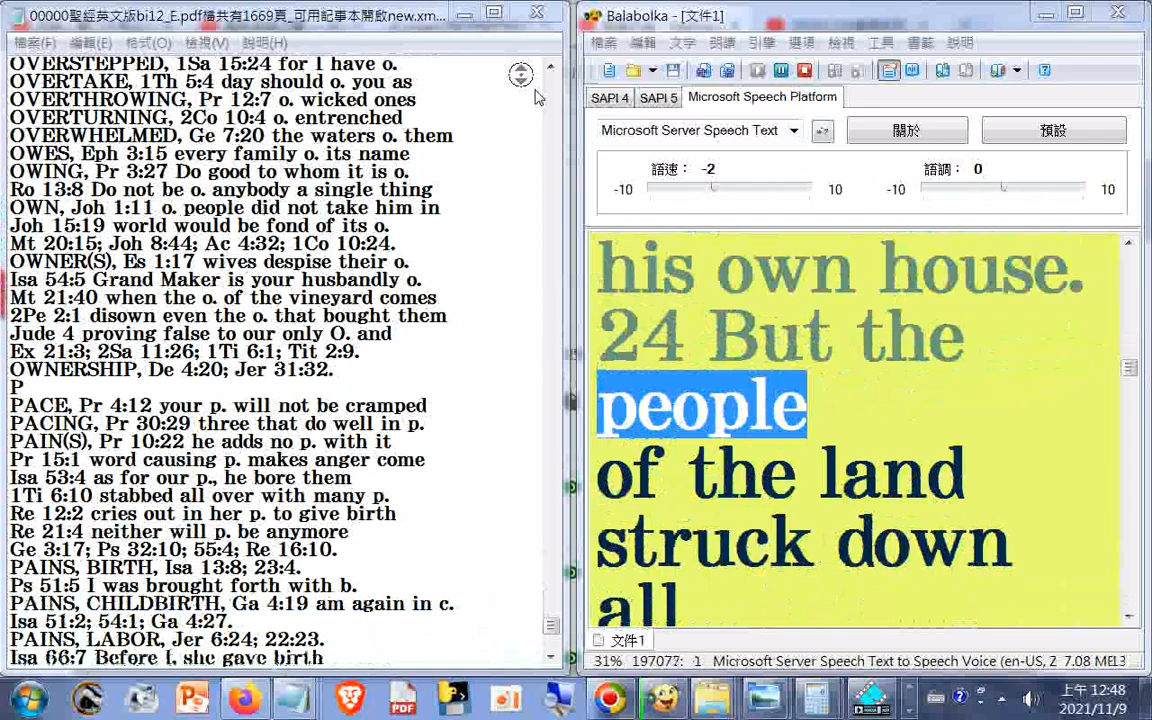 00000聖經英文版bi12_E.pdf檔共有1669頁_可用記事本開啟new.xm...
檔案(F) 編輯(E) 格式(O) 檢視(V) 說明(H)
OVERSTEPPED, 1Sa 15:24 for I have o.
OVERTAKE, 1Th 5:4 day should o. you as
OVERTHROWING, Pr 12:7 o. wicked ones
OVERTURNING, 2Co 10:4 o. entrenched
OVERWHELMED, Ge 7:20 the waters o. them
OWES, Eph 3:15 every family o. its name
OWING, Pr 3:27 Do good to whom it is o.
Ro 13:8 Do not be o. anybody a single thing
OWN, Joh 1:11 o. people did not take him in
Joh 15:19 world would be fond of its o.
Mt 20:15; Joh 8:44; Ac 4:32; 1Co 10:24.
OWNER(S), Es 1:17 wives despise their o.
Isa 54:5 Grand Maker is your husbandly o.
Mt 21:40 when the o. of the vineyard comes
2Pe 2:1 disown even the o. that bought them
Jude 4 proving false to our only O. and
Ex 21:3; 2Sa 11:26; 1Ti 6:1; Tit 2:9.
OWNERSHIP, De 4:20; Jer 31:32.
P
PACE, Pr 4:12 your p. will not be cramped
PACING, Pr 30:29 three that do well in p.
PAIN(S), Pr 10:22 he adds no p. with it
Pr 15:1 word causing p. makes anger come
Isa 53:4 as for our p., he bore them
1Ti 6:10 stabbed all over with many p.
Re 12:2 cries out in her p. to give birth
Re 21:4 neither will p. be anymore
Ge 3:17; Ps 32:10; 55:4; Re 16:10.
PAINS, BIRTH, Isa 13:8; 23:4.
Ps 51:5 I was brought forth with b.
PAINS, CHILDBIRTH, Ga 4:19 am again in c.
Isa 51:2; 54:1; Ga 4:27.
PAINS, LABOR, Jer 6:24; 22:23.
Isa 66:7 Before l. she gave birth
Balabolka - [文件1]
檔案 編輯 文字 朗讀 引擎 選項 檢視 工具 書籤 說明
SAPI 4 SAPI 5 Microsoft Speech Platform
Microsoft Server Speech Text 關於 預設
語速： -2 語調： 0
-10 10 -10 10
his own house.
24 But the
people
of the land
struck down
all
文件1
31% 197077: 1 Microsoft Server Speech Text to Speech Voice (en-US, Z 7.08 МЕ
PDF
上午 12:48
2021/11/9